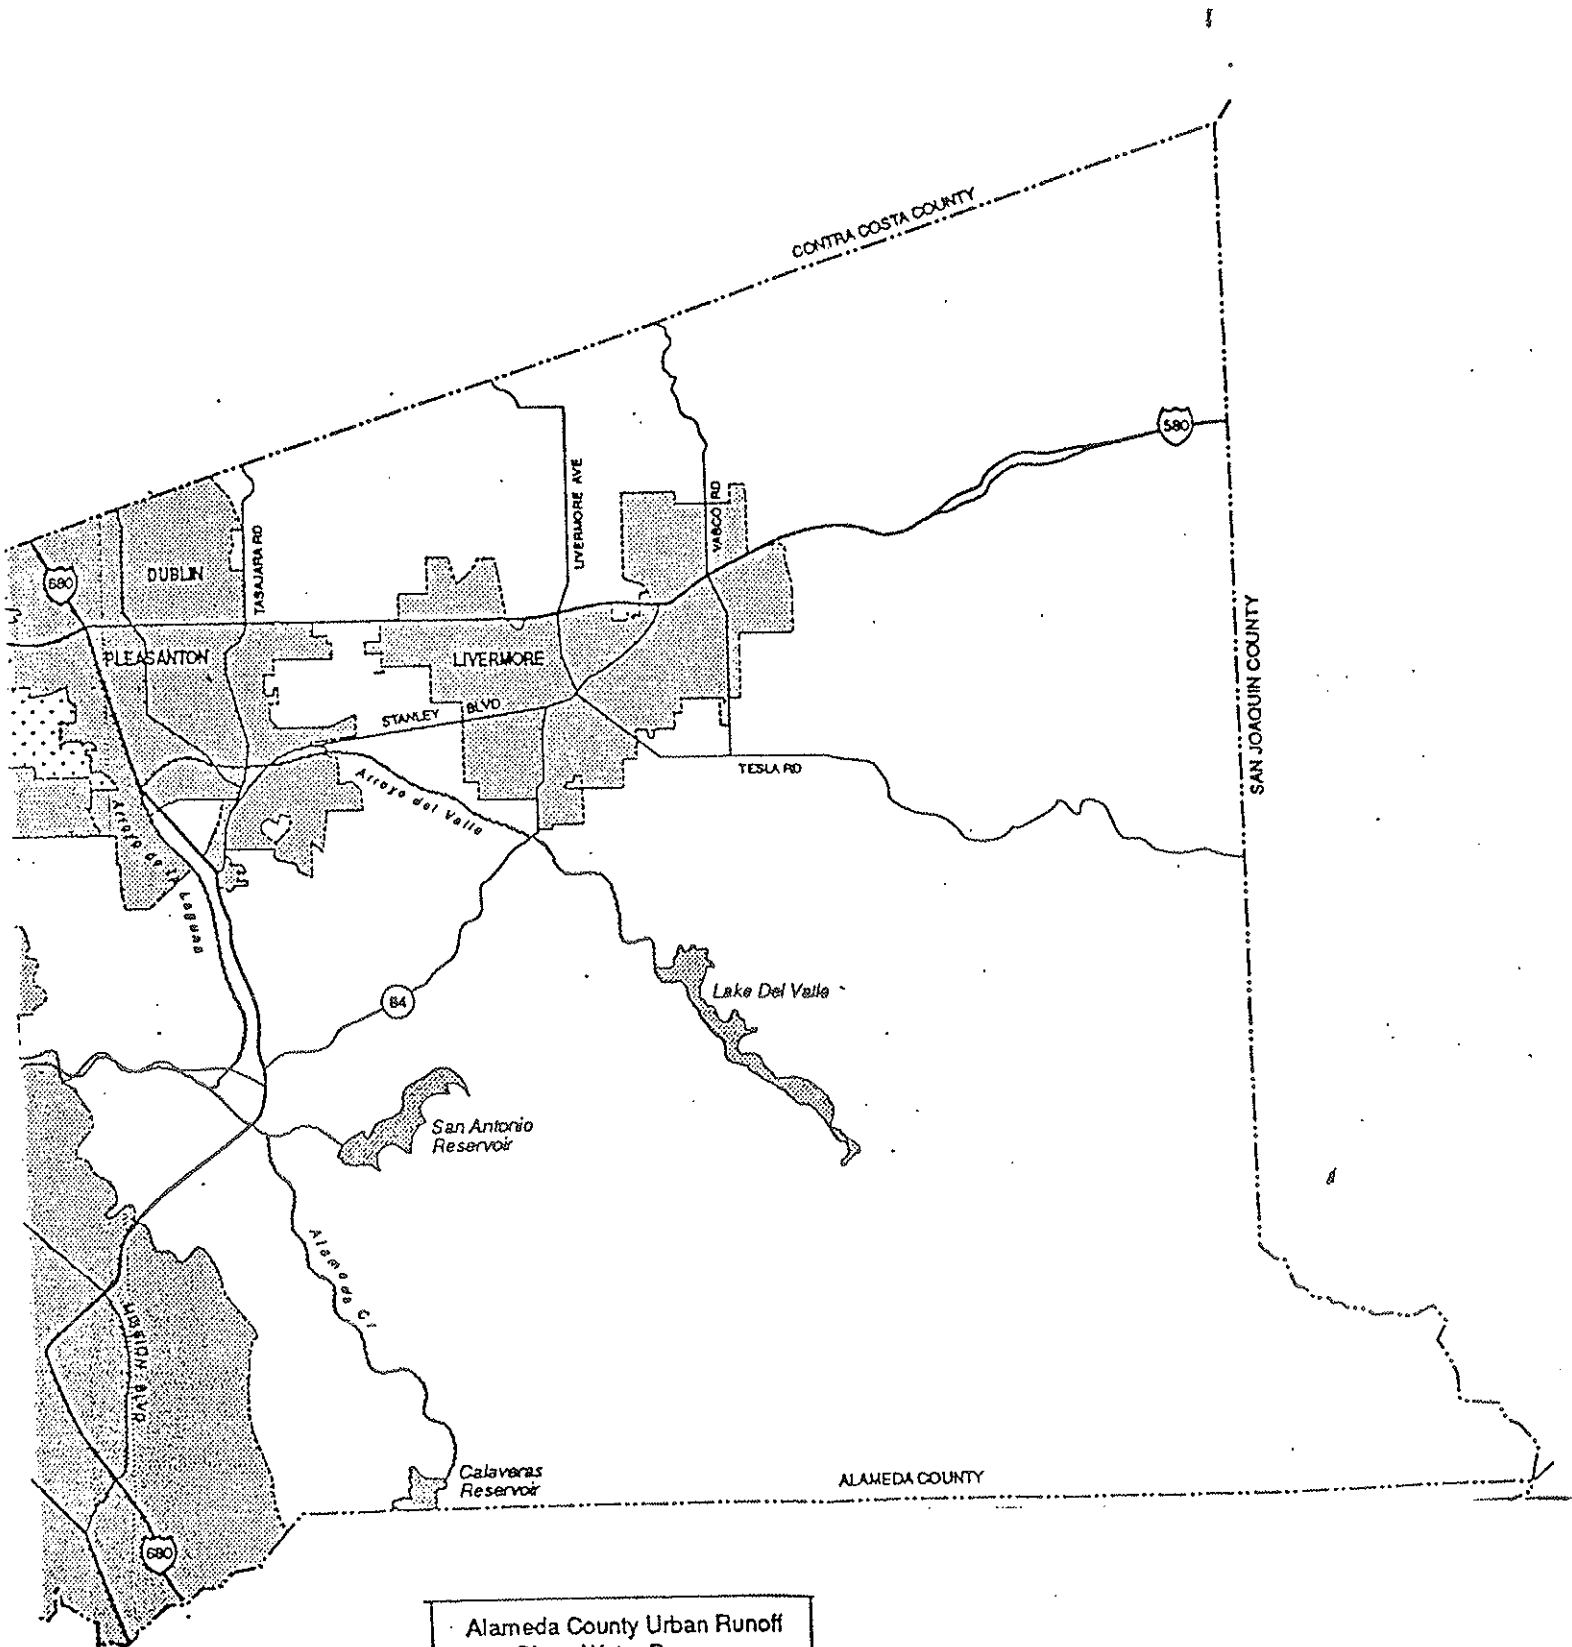 CONTRA COSTA COUNTY
580
LIVERMORE AVE
VASCO RD
TASAJARA RD
680
DUBLIN
PLEASANTON
LIVERMORE
SAN JOAQUIN COUNTY
STANLEY BLVD
TESLA RD
Arroyo del Valle
Arroyo de la Laguna
84
Lake Del Valle
San Antonio
Reservoir
Alameda Cr
MISSION BLVD
Calaveras
Reservoir
ALAMEDA COUNTY
680
Alameda County Urban Runoff